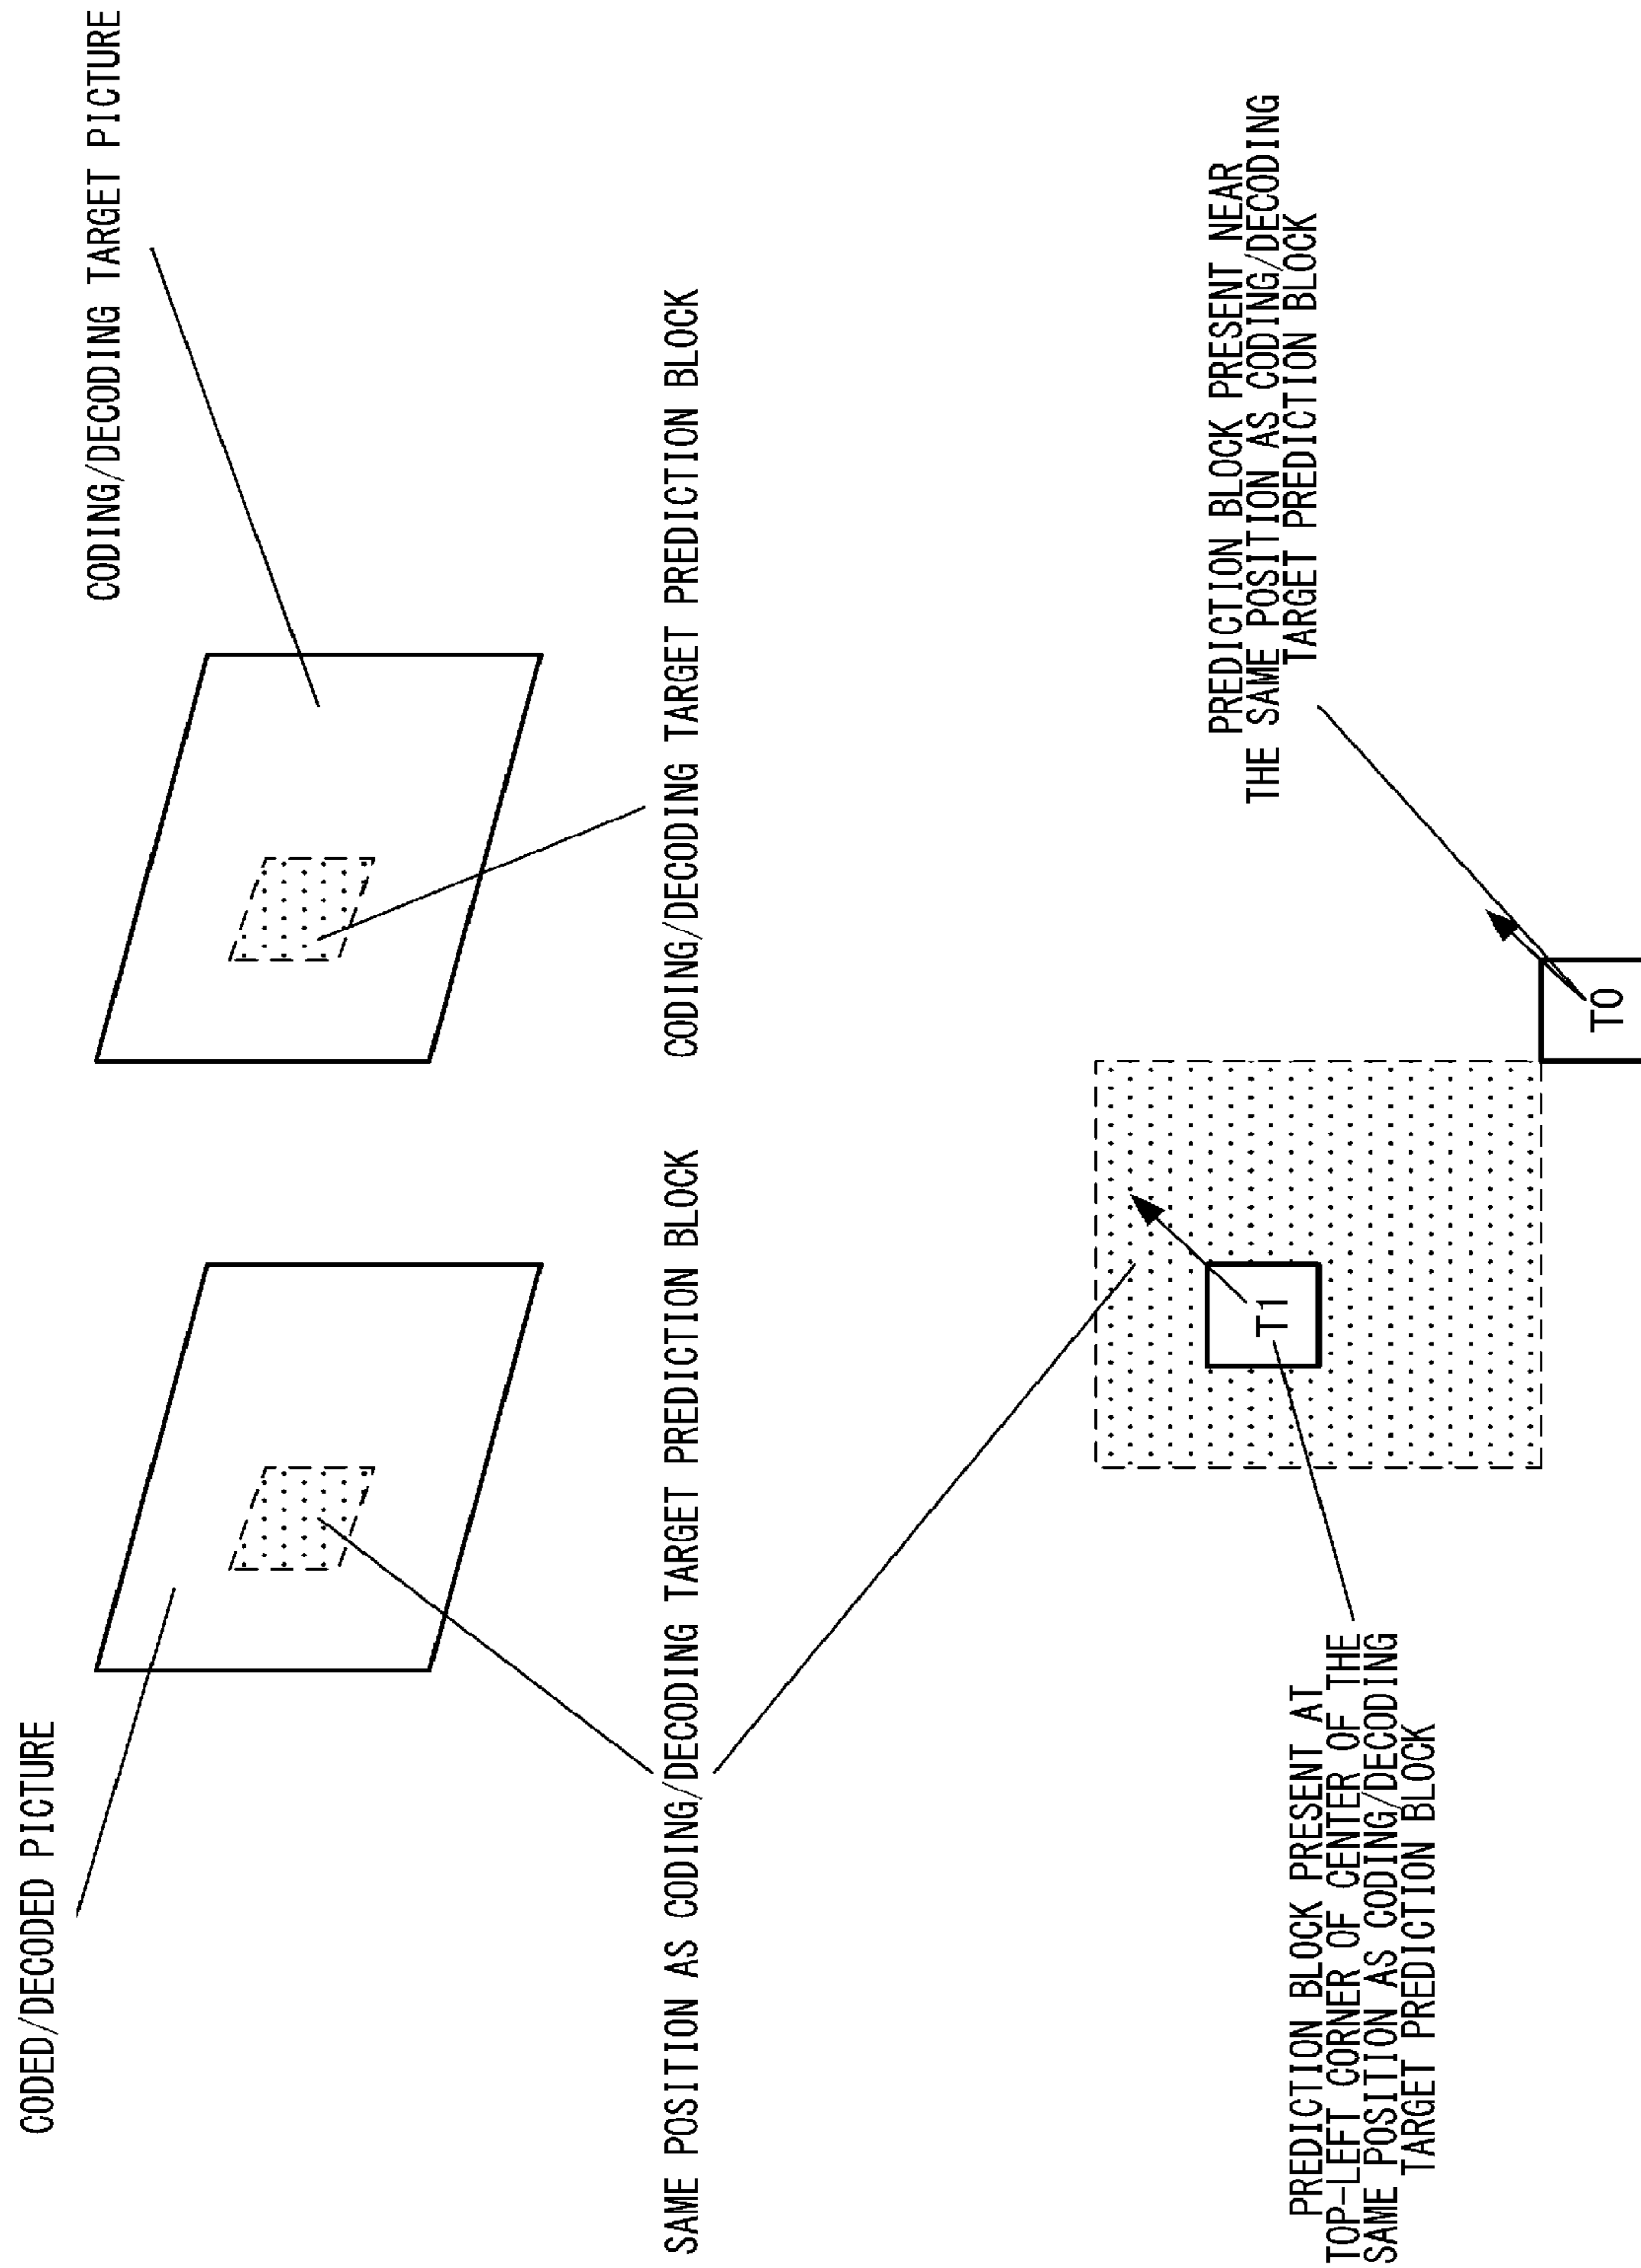 CODED/DECODED PICTURE
CODING/DECODING TARGET PICTURE
SAME POSITION AS CODING/DECODING TARGET PREDICTION BLOCK
CODING/DECODING TARGET PREDICTION BLOCK
PREDICTION BLOCK PRESENT NEAR
THE SAME POSITION AS CODING/DECODING
TARGET PREDICTION BLOCK
T1
PREDICTION BLOCK PRESENT AT
TOP-LEFT CORNER OF CENTER OF THE
SAME POSITION AS CODING/DECODING
TARGET PREDICTION BLOCK
T0